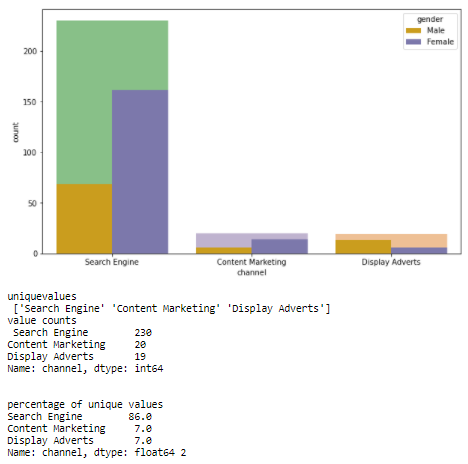 gender
Male
Female
200
150
100
50
0
count
Search Engine Content Marketing Display Adverts
channel
uniquevalues
['Search Engine' 'Content Marketing' 'Display Adverts']
value counts
Search Engine 230
Content Marketing 20
Display Adverts 19
Name: channel, dtype: int64
percentage of unique values
Search Engine 86.0
Content Marketing 7.0
Display Adverts 7.0
Name: channel, dtype: float64 2